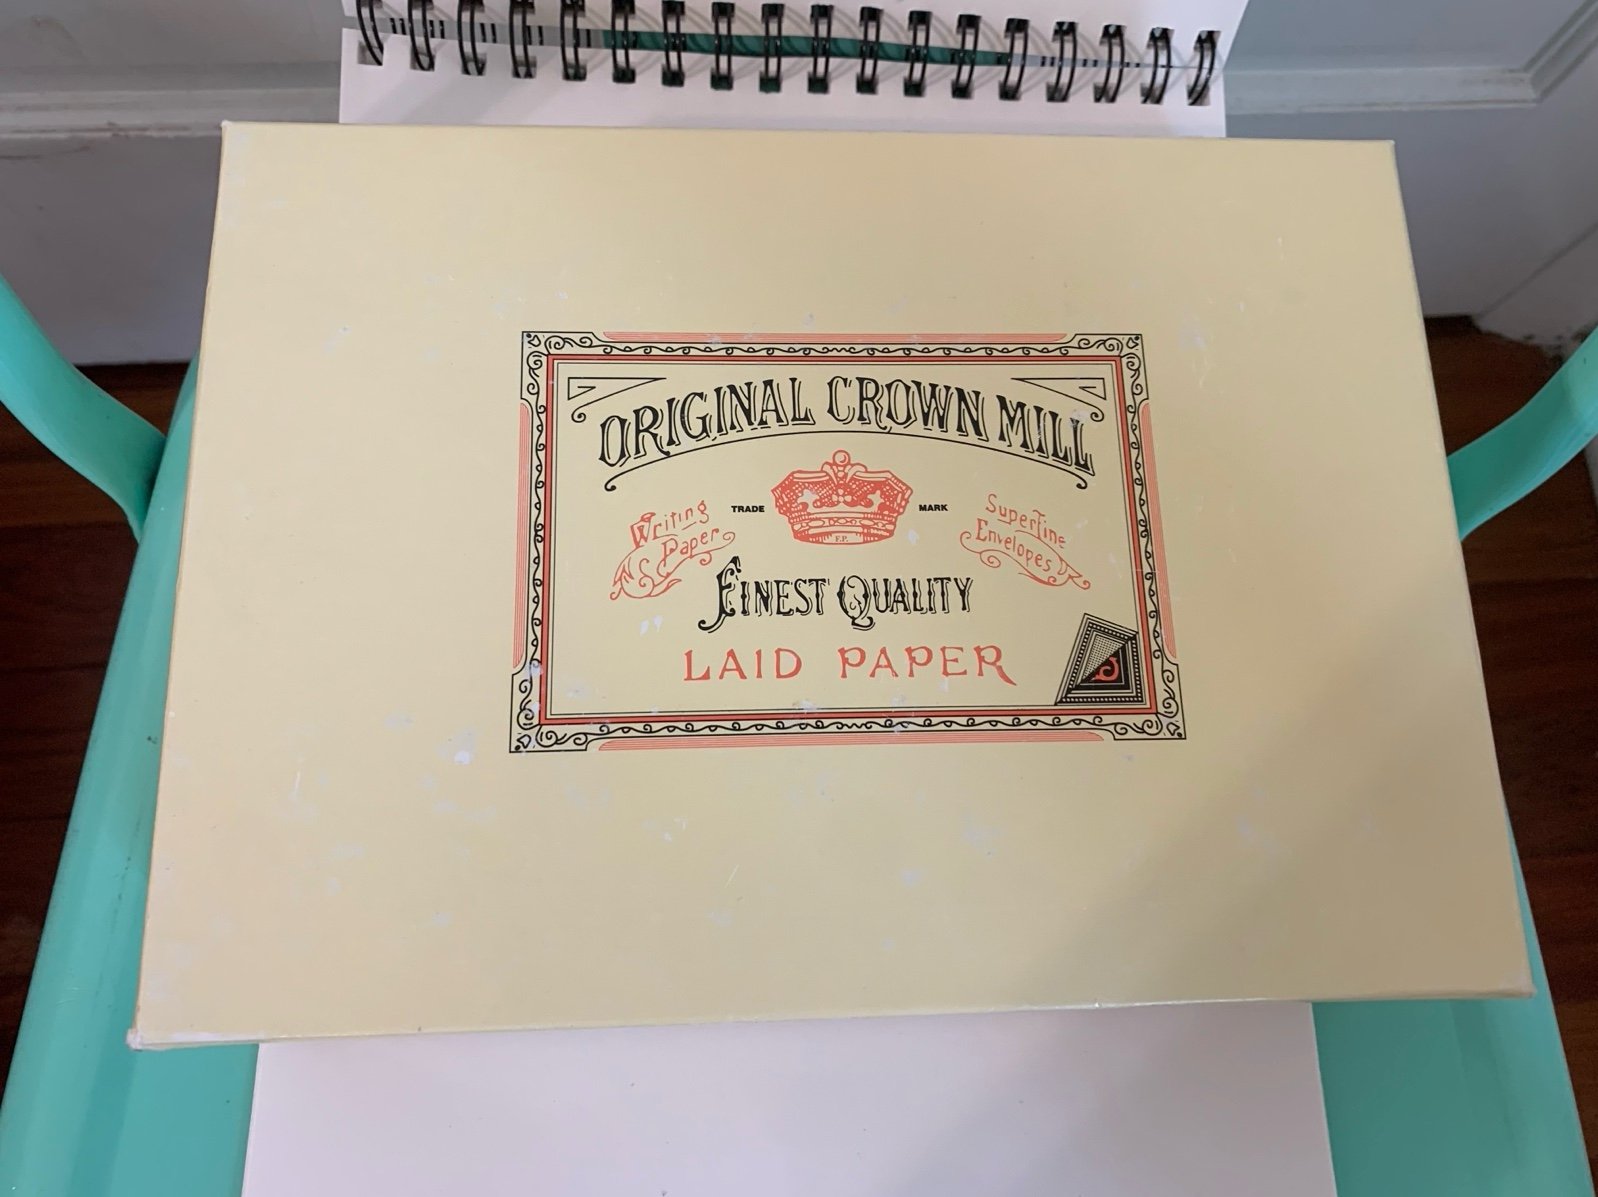 ORIGINAL CROWN MILL
TRADE MARK
F.P.
Writing
Paper
Superfine
Envelopes
FINEST QUALITY
LAID PAPER